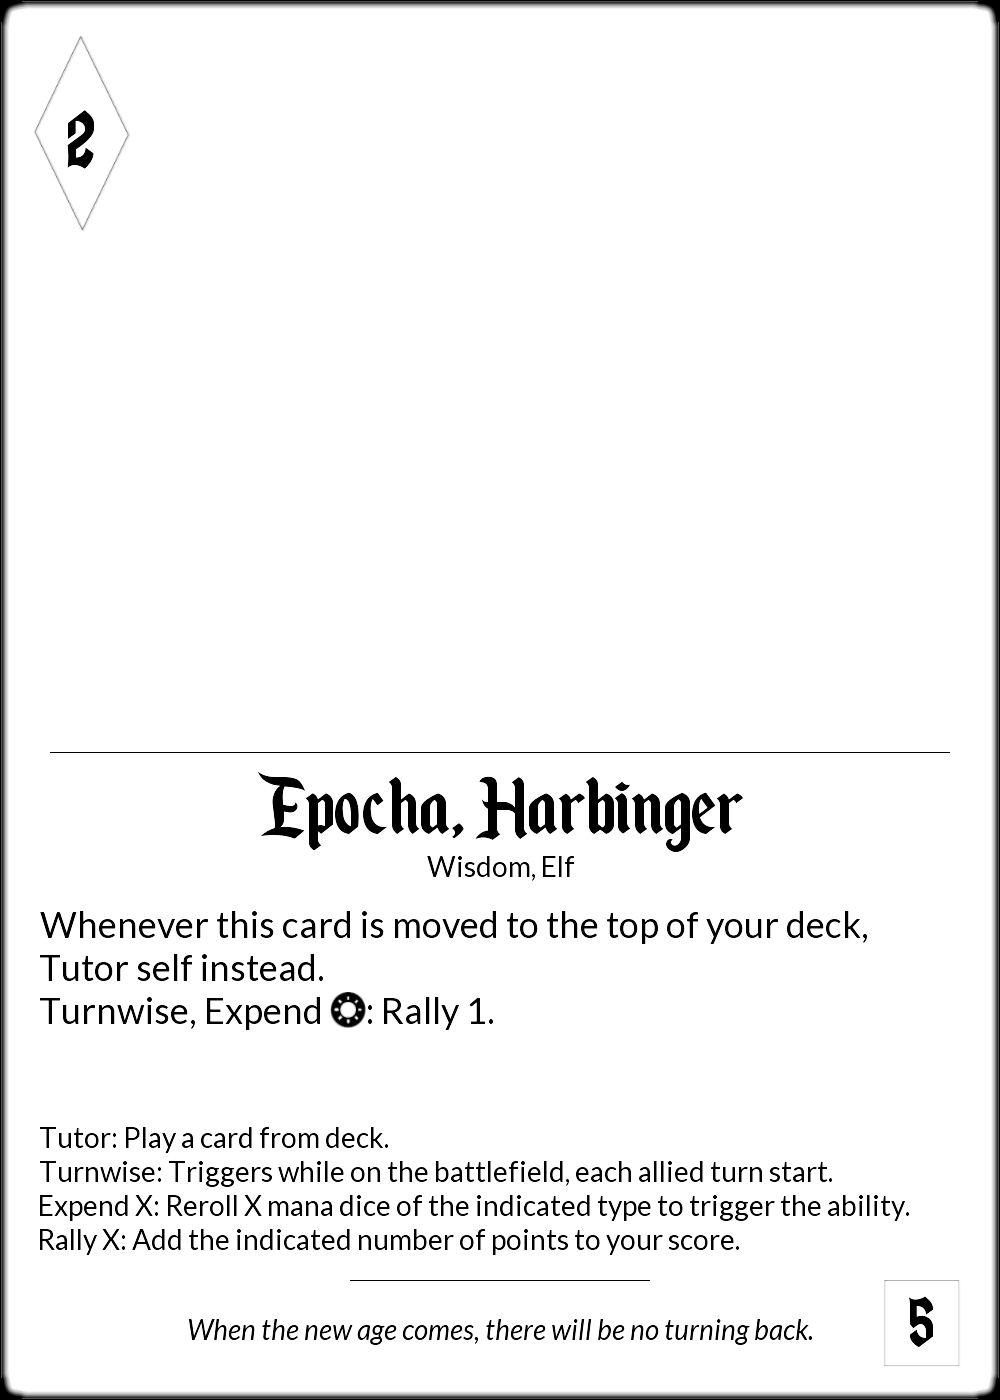 2
Epocha, Harbinger
Wisdom, Elf
Whenever this card is moved to the top of your deck,
Tutor self instead.
Turnwise, Expend : Rally 1.
Tutor: Play a card from deck.
Turnwise: Triggers while on the battlefield, each allied turn start.
Expend X: Reroll X mana dice of the indicated type to trigger the ability.
Rally X: Add the indicated number of points to your score.
When the new age comes, there will be no turning back.
5